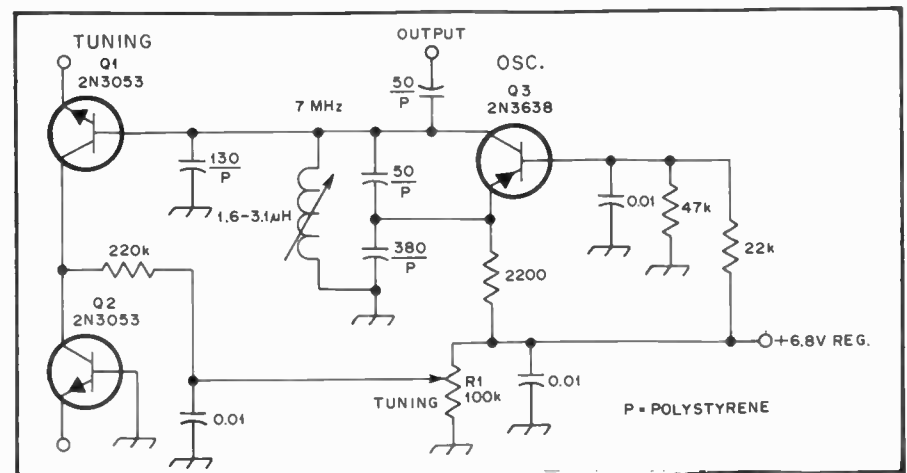 TUNING
Q1
2N3053
OUTPUT
50
P
OSC.
Q3
2N3638
7 MHz
130
P
50
P
1.6-3.1µH
380
P
0.01
47k
22k
220k
2200
Q2
2N3053
+6.8V REG.
0.01
TUNING
R1
100k
0.01
P = POLYSTYRENE